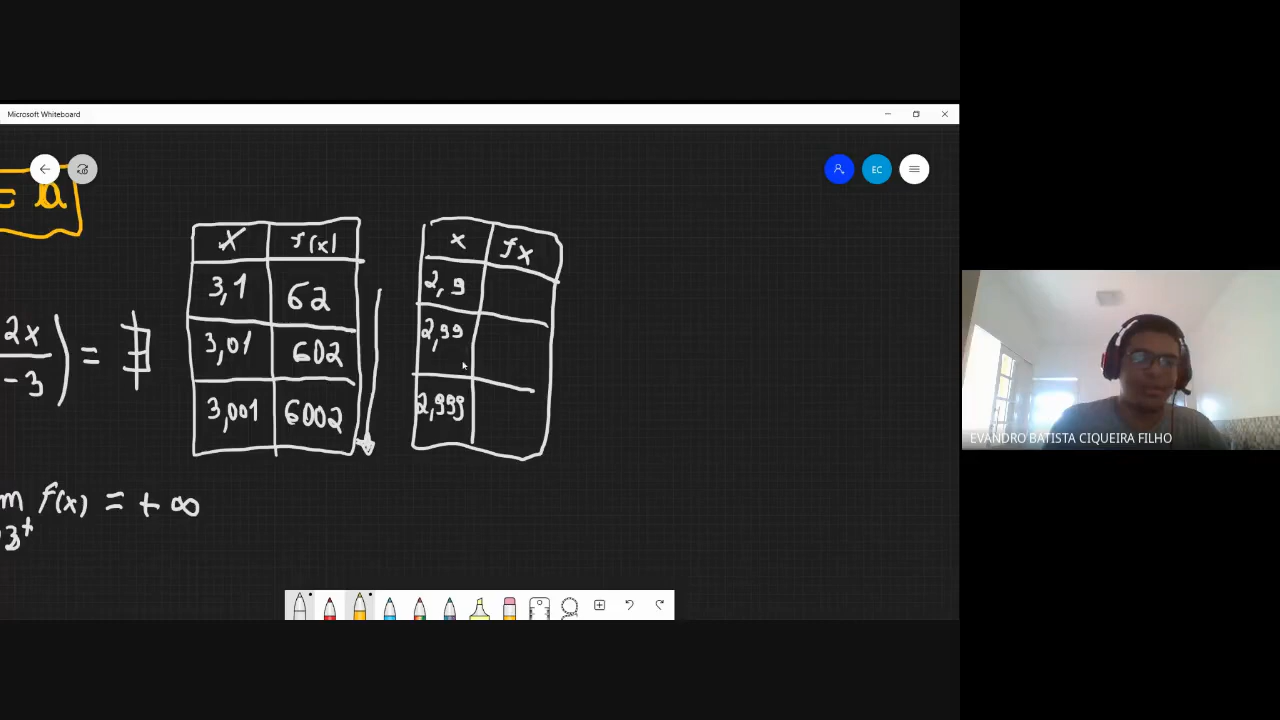 Microsoft Whiteboard
= a
EC
x f(x)
3,1 62
3,01 602
3,001 6002
x fx
2,9
2,99
2,999
2x
-3 ) = ∄
m f(x) = + ∞
3⁺
EVANDRO BATISTA CIQUEIRA FILHO